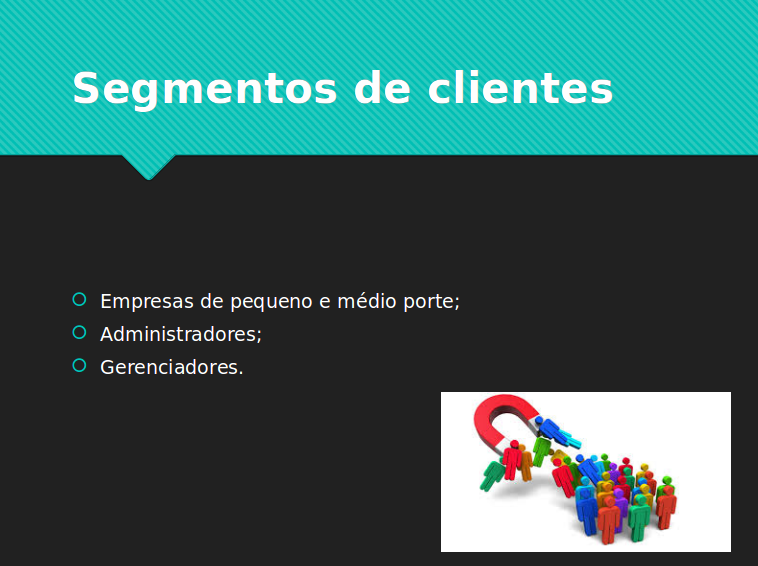 Segmentos de clientes
Empresas de pequeno e médio porte;
Administradores;
Gerenciadores.